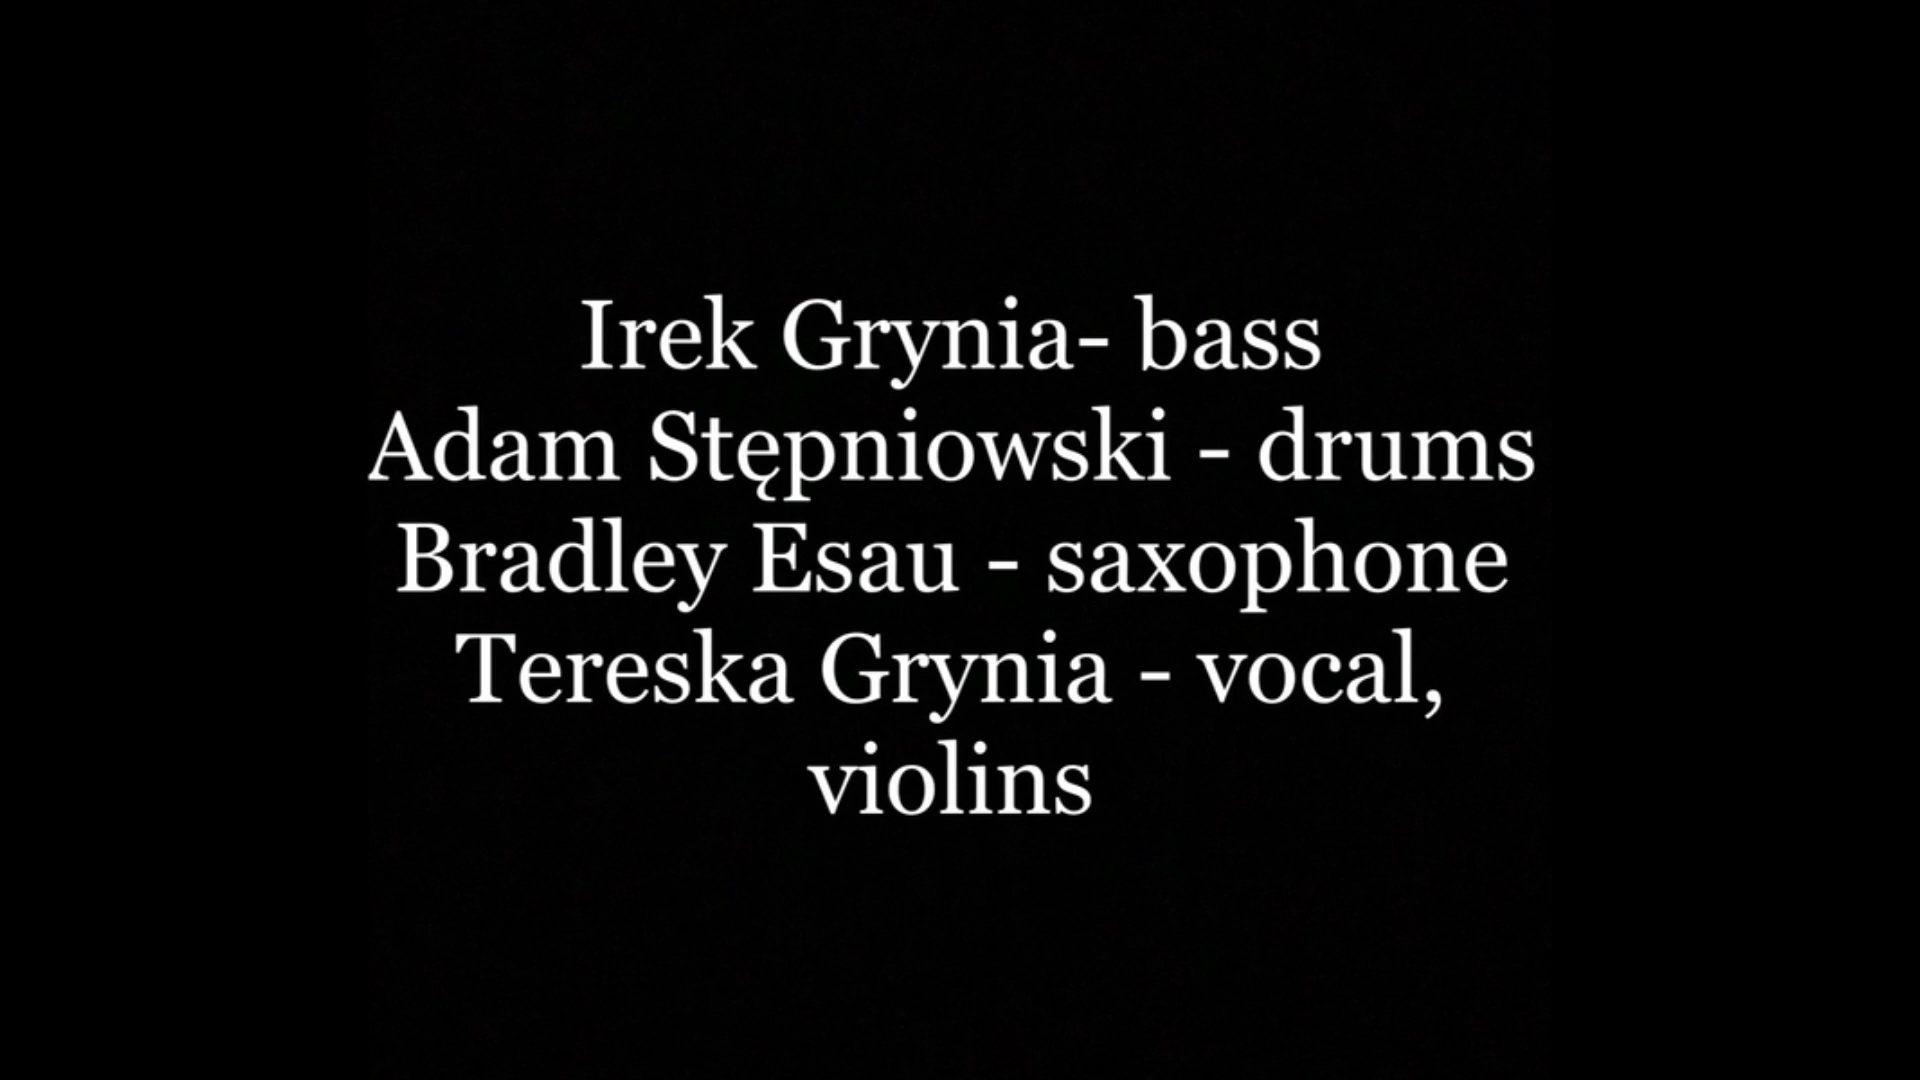 Irek Grynia- bass
Adam Stępniowski - drums
Bradley Esau - saxophone
Tereska Grynia - vocal,
violins